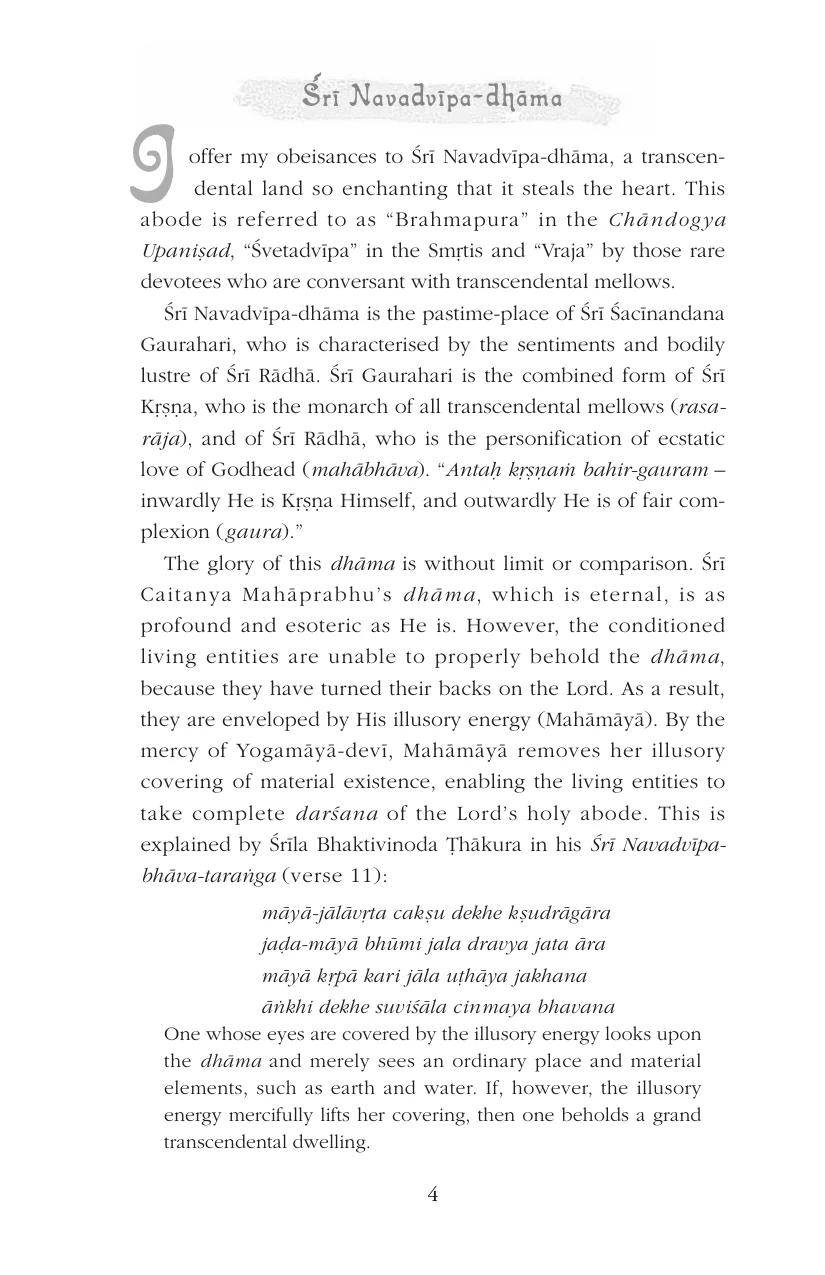 Śrī Navadvīpa-dhāma
I offer my obeisances to Śrī Navadvīpa-dhāma, a transcen-
dental land so enchanting that it steals the heart. This
abode is referred to as “Brahmapura” in the Chāndogya
Upaniṣad, “Śvetadvīpa” in the Smṛtis and “Vraja” by those rare
devotees who are conversant with transcendental mellows.
Śrī Navadvīpa-dhāma is the pastime-place of Śrī Śacīnandana
Gaurahari, who is characterised by the sentiments and bodily
lustre of Śrī Rādhā. Śrī Gaurahari is the combined form of Śrī
Kṛṣṇa, who is the monarch of all transcendental mellows (rasa-
rāja), and of Śrī Rādhā, who is the personification of ecstatic
love of Godhead (mahābhāva). “Antaḥ kṛṣṇaṁ bahir-gauram –
inwardly He is Kṛṣṇa Himself, and outwardly He is of fair com-
plexion (gaura).”
The glory of this dhāma is without limit or comparison. Śrī
Caitanya Mahāprabhu’s dhāma, which is eternal, is as
profound and esoteric as He is. However, the conditioned
living entities are unable to properly behold the dhāma,
because they have turned their backs on the Lord. As a result,
they are enveloped by His illusory energy (Mahāmāyā). By the
mercy of Yogamāyā-devī, Mahāmāyā removes her illusory
covering of material existence, enabling the living entities to
take complete darśana of the Lord’s holy abode. This is
explained by Śrīla Bhaktivinoda Ṭhākura in his Śrī Navadvīpa-
bhāva-taraṅga (verse 11):
māyā-jālāvṛta cakṣu dekhe kṣudrāgāra
jaḍa-māyā bhūmi jala dravya jata āra
māyā kṛpā kari jāla uṭhāya jakhana
āṅkhi dekhe suviśāla cinmaya bhavana
One whose eyes are covered by the illusory energy looks upon
the dhāma and merely sees an ordinary place and material
elements, such as earth and water. If, however, the illusory
energy mercifully lifts her covering, then one beholds a grand
transcendental dwelling.
4